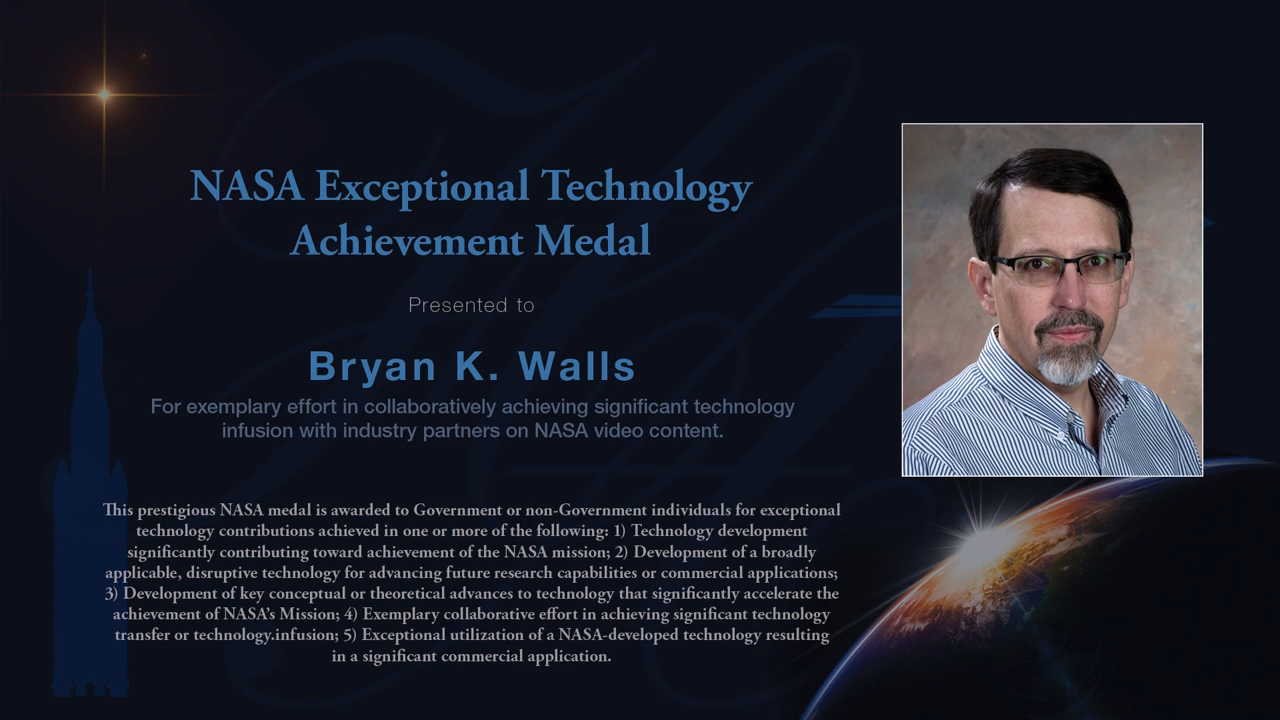 NASA Exceptional Technology
Achievement Medal
Presented to
Bryan K. Walls
For exemplary effort in collaboratively achieving significant technology
infusion with industry partners on NASA video content.
This prestigious NASA medal is awarded to Government or non-Government individuals for exceptional
technology contributions achieved in one or more of the following: 1) Technology development
significantly contributing toward achievement of the NASA mission; 2) Development of a broadly
applicable, disruptive technology for advancing future research capabilities or commercial applications;
3) Development of key conceptual or theoretical advances to technology that significantly accelerate the
achievement of NASA’s Mission; 4) Exemplary collaborative effort in achieving significant technology
transfer or technology.infusion; 5) Exceptional utilization of a NASA-developed technology resulting
in a significant commercial application.